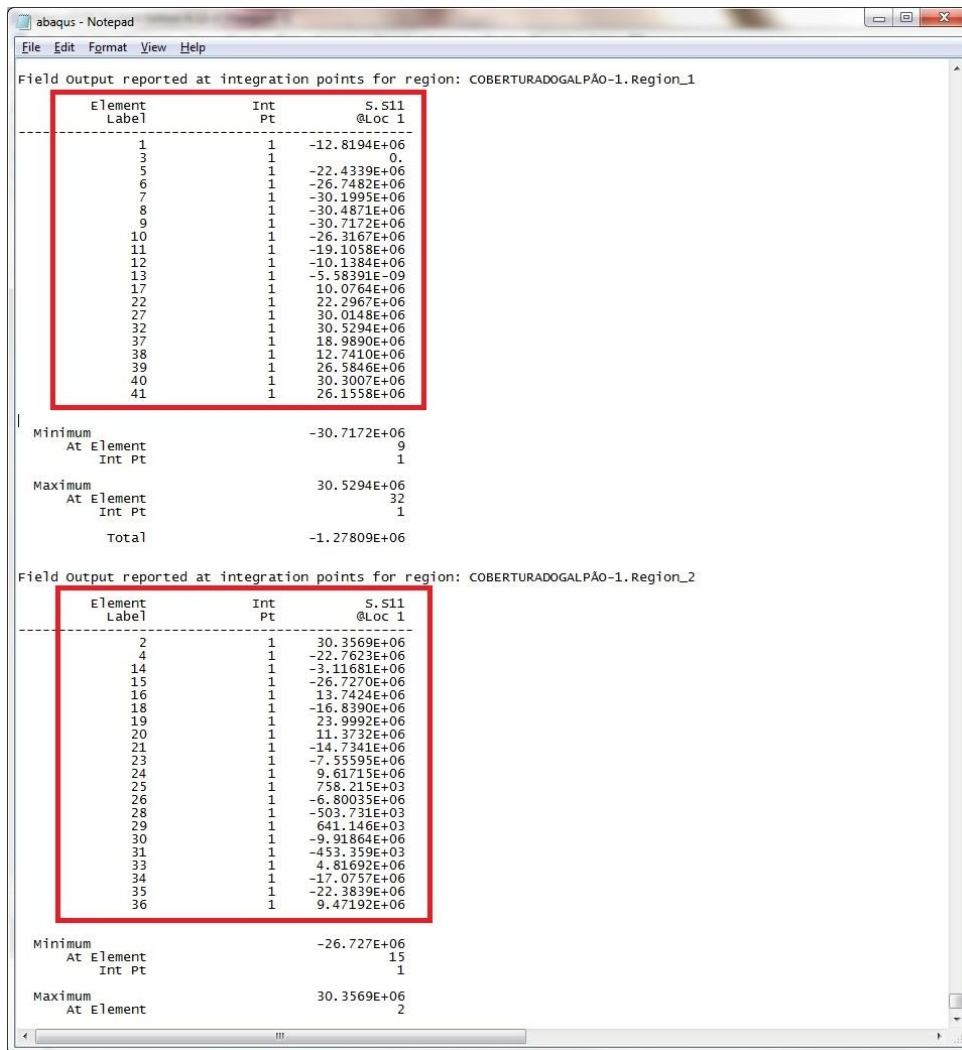 abaqus - Notepad
File Edit Format View Help
Field Output reported at integration points for region: COBERTURADOGALPÃO-1.Region_1
Element Int S.S11
Label Pt @Loc 1
-----------------------------------------------------
1 1 -12.8194E+06
3 1 0.
5 1 -22.4339E+06
6 1 -26.7482E+06
7 1 -30.1995E+06
8 1 -30.4871E+06
9 1 -30.7172E+06
10 1 -26.3167E+06
11 1 -19.1058E+06
12 1 -10.1384E+06
13 1 -5.58391E-09
17 1 10.0764E+06
22 1 22.2967E+06
27 1 30.0148E+06
32 1 30.5294E+06
37 1 18.9890E+06
38 1 12.7410E+06
39 1 26.5846E+06
40 1 30.3007E+06
41 1 26.1558E+06
Minimum -30.7172E+06
At Element 9
Int Pt 1
Maximum 30.5294E+06
At Element 32
Int Pt 1
Total -1.27809E+06
Field Output reported at integration points for region: COBERTURADOGALPÃO-1.Region_2
Element Int S.S11
Label Pt @Loc 1
-----------------------------------------------------
2 1 30.3569E+06
4 1 -22.7623E+06
14 1 -3.11681E+06
15 1 -26.7270E+06
16 1 13.7424E+06
18 1 -16.8390E+06
19 1 23.9992E+06
20 1 11.3732E+06
21 1 -14.7341E+06
23 1 -7.55595E+06
24 1 9.61715E+06
25 1 758.215E+03
26 1 -6.80035E+06
28 1 -503.731E+03
29 1 641.146E+03
30 1 -9.91864E+06
31 1 -453.359E+03
33 1 4.81692E+06
34 1 -17.0757E+06
35 1 -22.3839E+06
36 1 9.47192E+06
Minimum -26.727E+06
At Element 15
Int Pt 1
Maximum 30.3569E+06
At Element 2